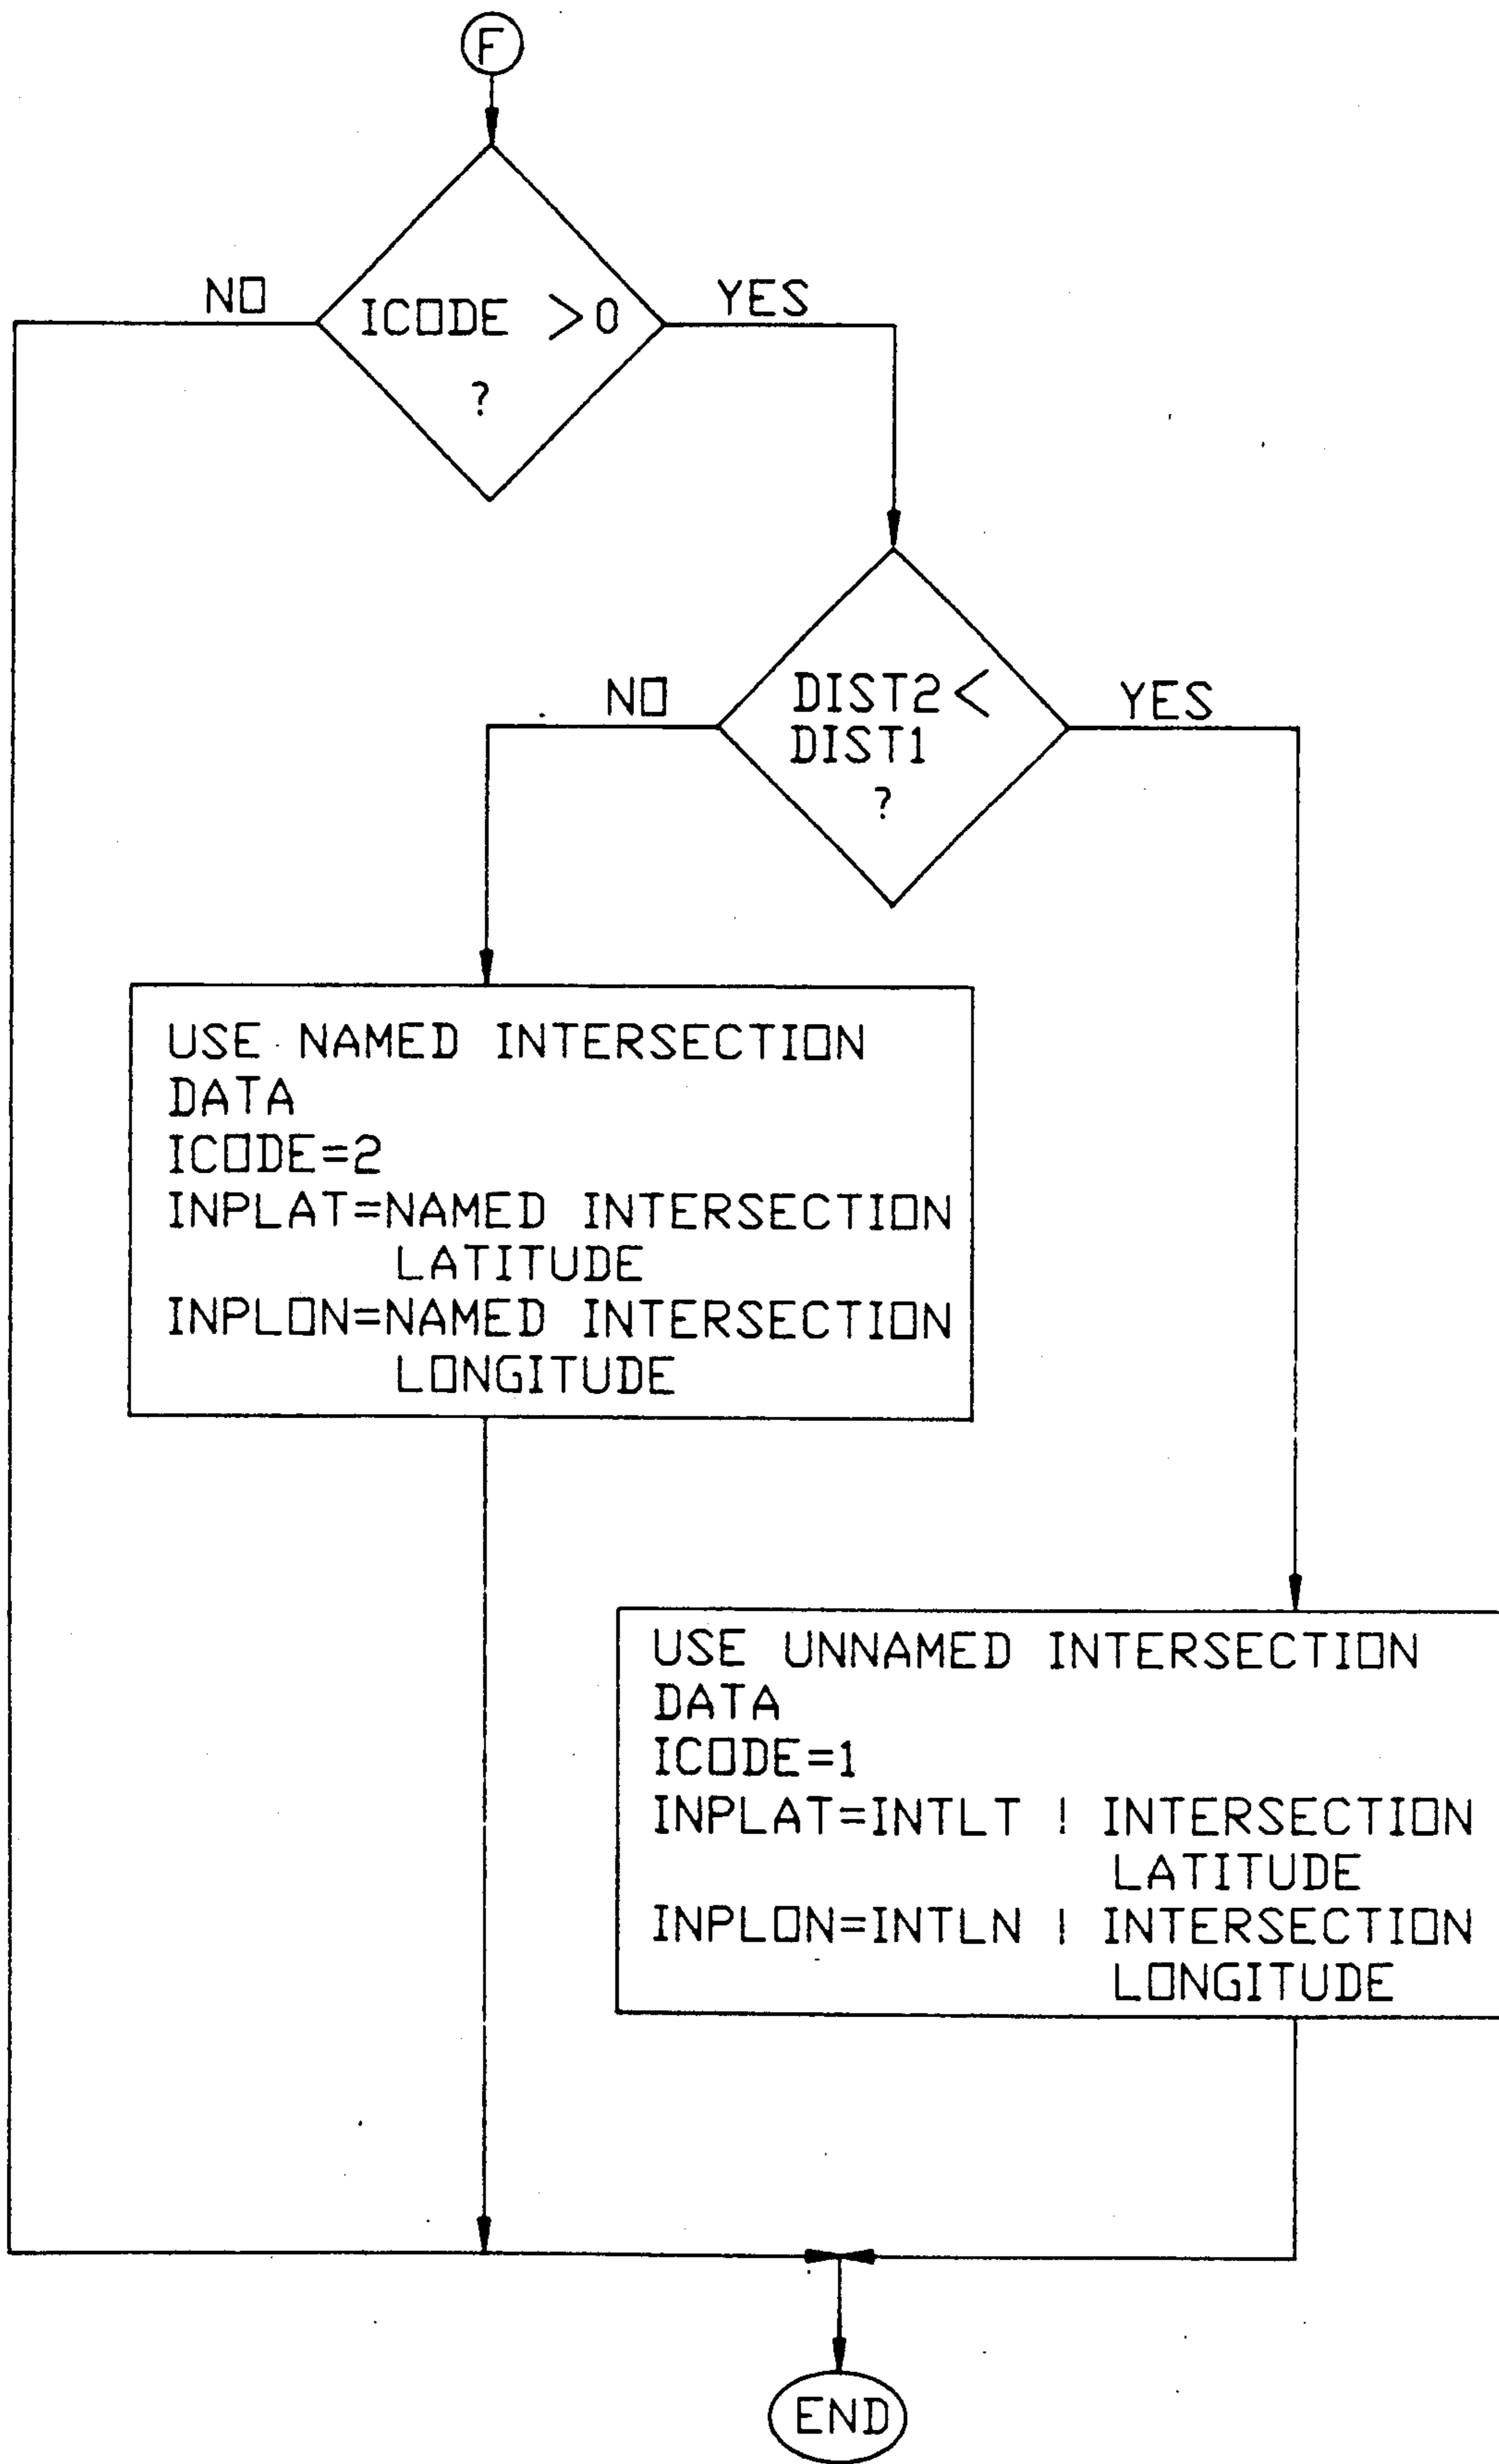 F
NO
ICODE >0
?
YES
NO
DIST2<
DIST1
?
YES
USE NAMED INTERSECTION
DATA
ICODE=2
INPLAT=NAMED INTERSECTION
LATITUDE
INPLON=NAMED INTERSECTION
LONGITUDE
USE UNNAMED INTERSECTION
DATA
ICODE=1
INPLAT=INTLT ! INTERSECTION
LATITUDE
INPLON=INTLN ! INTERSECTION
LONGITUDE
END